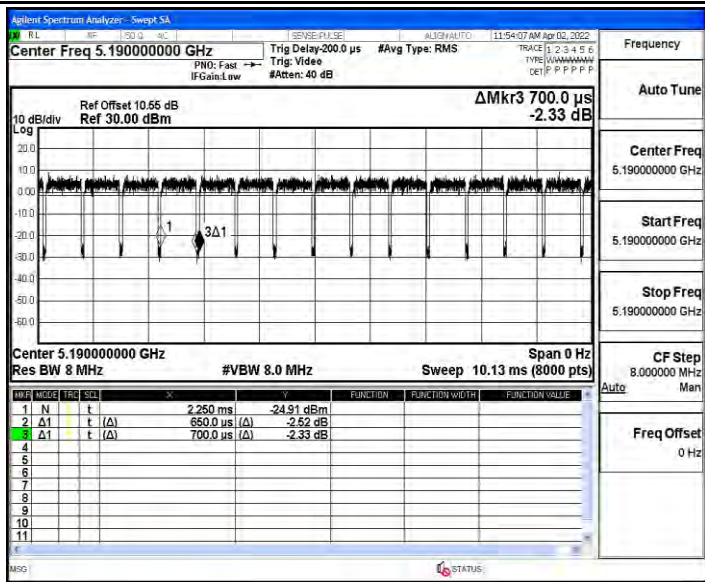 Agilent Spectrum Analyzer - Swept SA
RL RF 50 Ω AC SENSE:PULSE ALIGN AUTO 11:54:07 AM Apr 02, 2022
Center Freq 5.190000000 GHz
PNO: Fast
IFGain:Low
Trig Delay-200.0 µs
Trig: Video
#Atten: 40 dB
#Avg Type: RMS
TRACE 1 2 3 4 5 6
TYPE
DET P P P P P P
Ref Offset 10.55 dB
10 dB/div Ref 30.00 dBm
Log
ΔMkr3 700.0 µs
-2.33 dB
20.0
10.0
0.00
-10.0
-20.0
-30.0
-40.0
-50.0
-60.0
1
3Δ1
Center 5.190000000 GHz Span 0 Hz
Res BW 8 MHz #VBW 8.0 MHz Sweep 10.13 ms (8000 pts)
MKR MODE TRC SCL X Y FUNCTION FUNCTION WIDTH FUNCTION VALUE
1 N t 2.250 ms -24.91 dBm
2 Δ1 t (Δ) 650.0 µs (Δ) -2.52 dB
3 Δ1 t (Δ) 700.0 µs (Δ) -2.33 dB
4
5
6
7
8
9
10
11
MSG STATUS
Frequency
Auto Tune
Center Freq
5.190000000 GHz
Start Freq
5.190000000 GHz
Stop Freq
5.190000000 GHz
CF Step
8.000000 MHz
Auto Man
Freq Offset
0 Hz